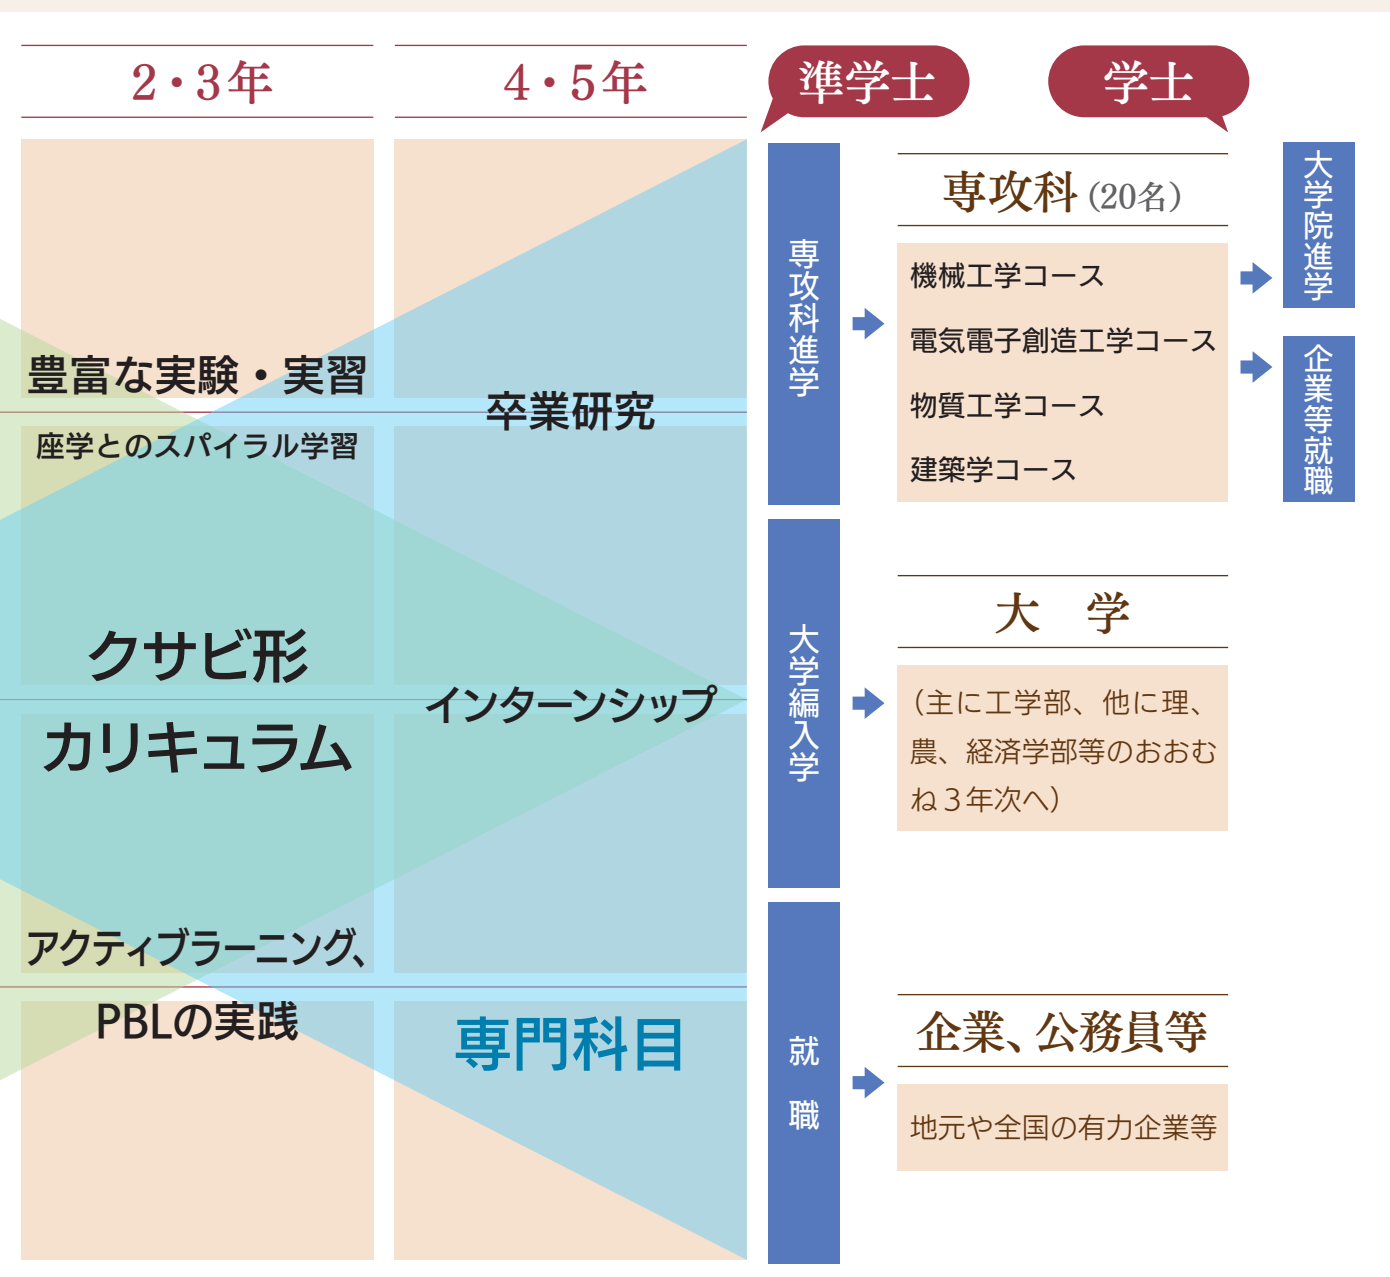 2・3年
4・5年
準学士
学士
豊富な実験・実習
座学とのスパイラル学習
クサビ形
カリキュラム
アクティブラーニング、
PBLの実践
卒業研究
インターンシップ
専門科目
専攻科進学
専攻科(20名)
機械工学コース
電気電子創造工学コース
物質工学コース
建築学コース
大学院進学
企業等就職
大学編入学
大 学
(主に工学部、他に理、
農、経済学部等のおおむ
ね3年次へ)
就 職
企業、公務員等
地元や全国の有力企業等